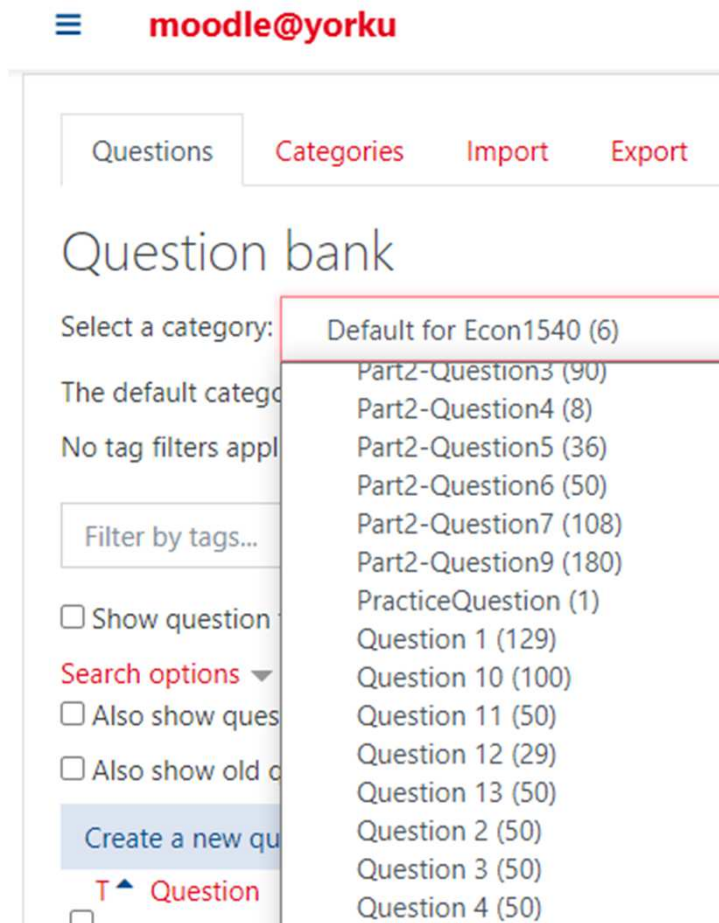 moodle@yorku
Questions Categories Import Export
Question bank
Select a category: Default for Econ1540 (6)
The default catego
No tag filters appl
Filter by tags...
Show question
Search options
Also show ques
Also show old q
Create a new qu
T Question
Part2-Question3 (90)
Part2-Question4 (8)
Part2-Question5 (36)
Part2-Question6 (50)
Part2-Question7 (108)
Part2-Question9 (180)
PracticeQuestion (1)
Question 1 (129)
Question 10 (100)
Question 11 (50)
Question 12 (29)
Question 13 (50)
Question 2 (50)
Question 3 (50)
Question 4 (50)